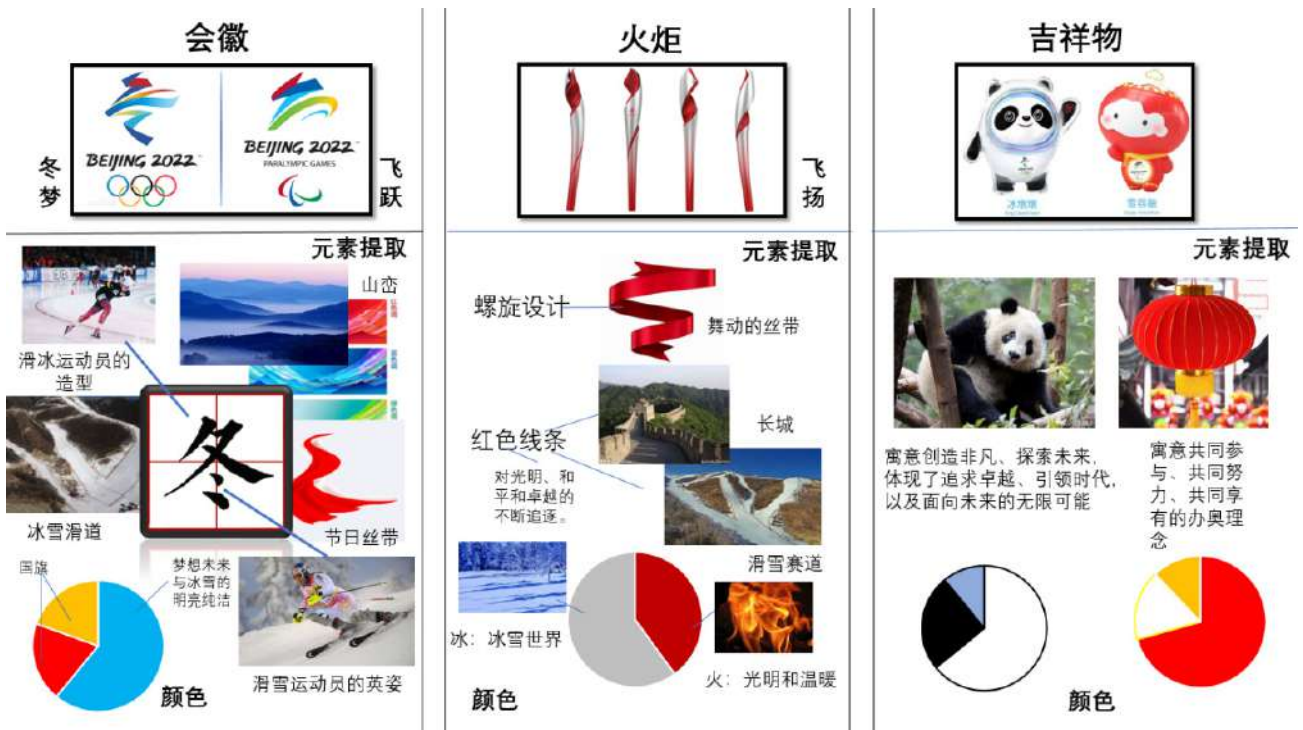 会徽
BEIJING 2022
BEIJING 2022
PARALYMPIC GAMES
冬
梦
飞
跃
元素提取
山峦
滑冰运动员的
造型
冬
冰雪滑道
节日丝带
国旗
梦想未来
与冰雪的
明亮纯洁
滑雪运动员的英姿
颜色
火炬
飞
扬
元素提取
螺旋设计
舞动的丝带
长城
红色线条
对光明、和
平和卓越的
不断追逐。
滑雪赛道
冰：冰雪世界
火：光明和温暖
颜色
吉祥物
冰墩墩
雪容融
元素提取
寓意创造非凡、探索未来，
体现了追求卓越、引领时代，
以及面向未来的无限可能
寓意共同参
与、共同努
力、共同享
有的办奥理
念
颜色